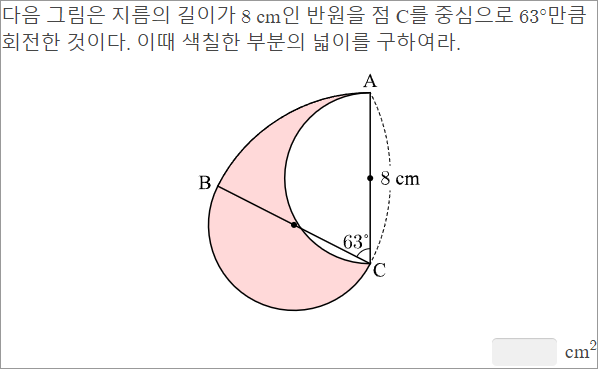 다음 그림은 지름의 길이가 8 cm인 반원을 점 C를 중심으로 63°만큼
회전한 것이다. 이때 색칠한 부분의 넓이를 구하여라.
A
B
8 cm
63°
C
cm²